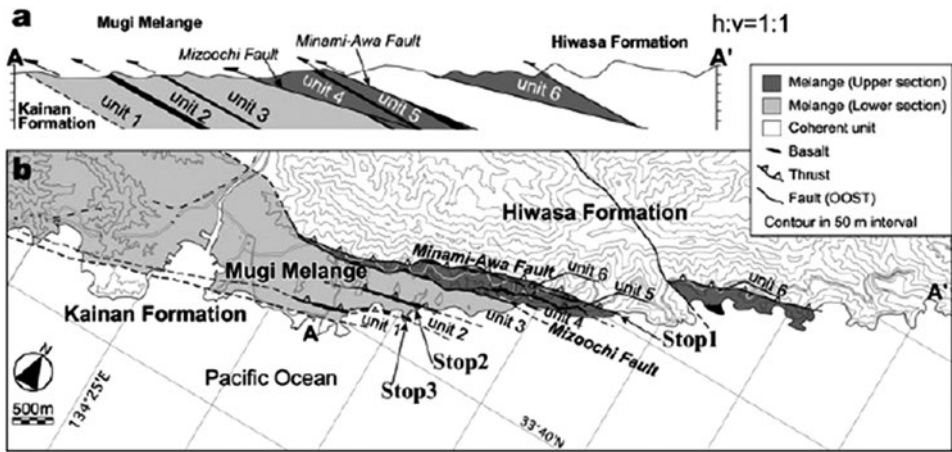 a
Mugi Melange
h:v=1:1
Mizoochi Fault
Minami-Awa Fault
Hiwasa Formation
A
A'
unit 1
unit 2
unit 3
unit 4
unit 5
unit 6
Kainan
Formation
Melange (Upper section)
Melange (Lower section)
Coherent unit
Basalt
Thrust
Fault (OOST)
Contour in 50 m interval
b
Hiwasa Formation
Minami-Awa Fault
unit 6
unit 6
Mugi Melange
unit 5
A'
Kainan Formation
unit 4
unit 3
A
unit 1
unit 2
Mizoochi Fault
Stop1
Stop2
Stop3
Pacific Ocean
N
500m
134°25'E
33°40'N